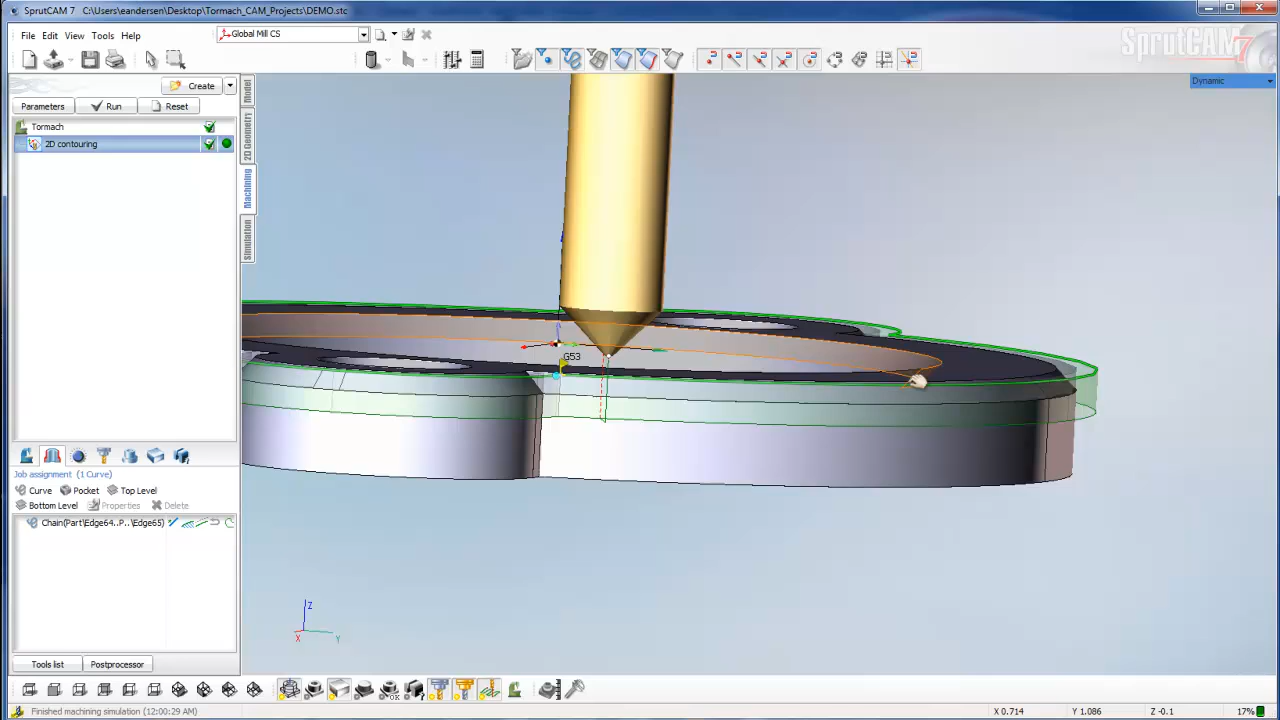 SprutCAM 7 C:\Users\eandersen\Desktop\Tormach_CAM_Projects\DEMO.stc
File Edit View Tools Help
Global Mill CS
SprutCAM 7
Create
Parameters Run Reset
Tormach
2D contouring
Model
2D Geometry
Machining
Simulation
Dynamic
G53
Job assignment (1 Curve)
Curve Pocket Top Level
Bottom Level Properties Delete
Chain(Part\Edge64..P..\Edge65)
Z
X
Y
Tools list Postprocessor
OK
Finished machining simulation (12:00:29 AM)
X 0.714 Y 1.086 Z -0.1 17%